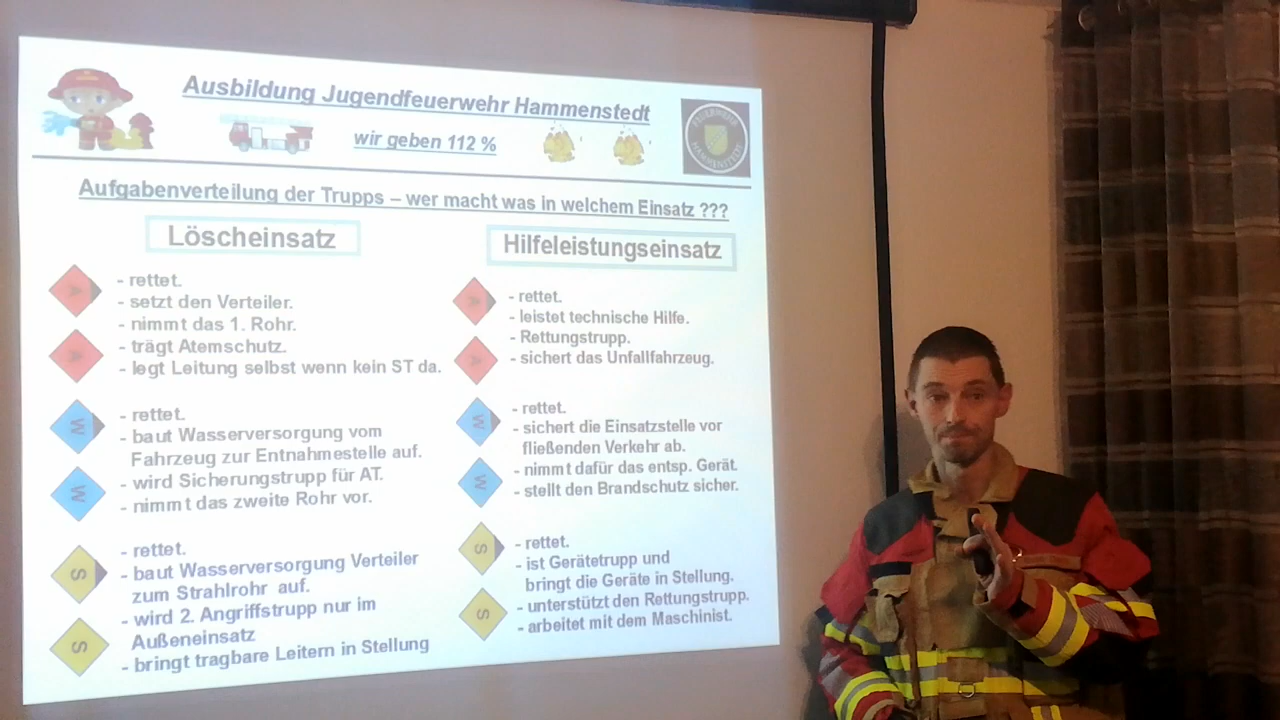 Ausbildung Jugendfeuerwehr Hammenstedt
wir geben 112 %
FEUERWEHR
HAMMENSTEDT
Aufgabenverteilung der Trupps – wer macht was in welchem Einsatz ???
Löscheinsatz
A
A
- rettet.
- setzt den Verteiler.
- nimmt das 1. Rohr.
- trägt Atemschutz.
- legt Leitung selbst wenn kein ST da.
W
W
- rettet.
- baut Wasserversorgung vom
Fahrzeug zur Entnahmestelle auf.
- wird Sicherungstrupp für AT.
- nimmt das zweite Rohr vor.
S
S
- rettet.
- baut Wasserversorgung Verteiler
zum Strahlrohr auf.
- wird 2. Angriffstrupp nur im
Außeneinsatz
- bringt tragbare Leitern in Stellung
Hilfeleistungseinsatz
A
A
- rettet.
- leistet technische Hilfe.
- Rettungstrupp.
- sichert das Unfallfahrzeug.
W
W
- rettet.
- sichert die Einsatzstelle vor
fließenden Verkehr ab.
- nimmt dafür das entsp. Gerät.
- stellt den Brandschutz sicher.
S
S
- rettet.
- ist Gerätetrupp und
bringt die Geräte in Stellung.
- unterstützt den Rettungstrupp.
- arbeitet mit dem Maschinist.